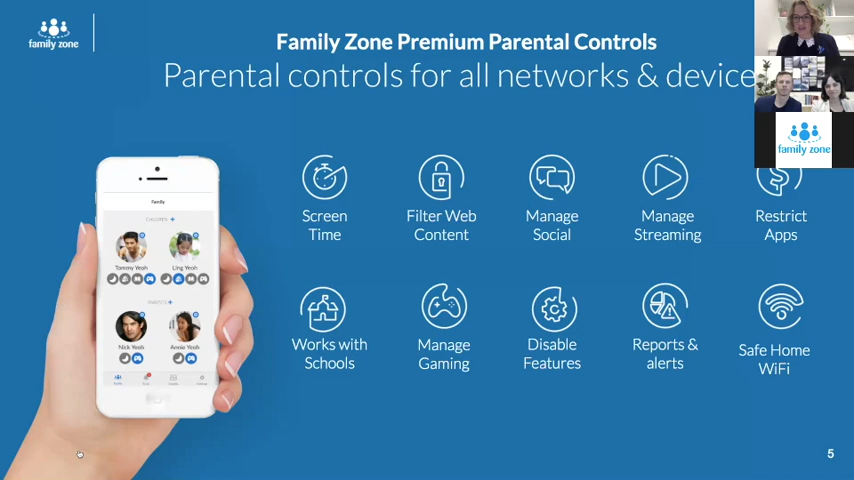 family zone
Family Zone Premium Parental Controls
Parental controls for all networks & device
family zone
Screen
Time
Filter Web
Content
Manage
Social
Manage
Streaming
Restrict
Apps
Works with
Schools
Manage
Gaming
Disable
Features
Reports &
alerts
Safe Home
WiFi
Family
CHILDREN +
Tammy Yeoh
Ling Yeoh
PARENTS +
Nick Yeoh
Annie Yeoh
5